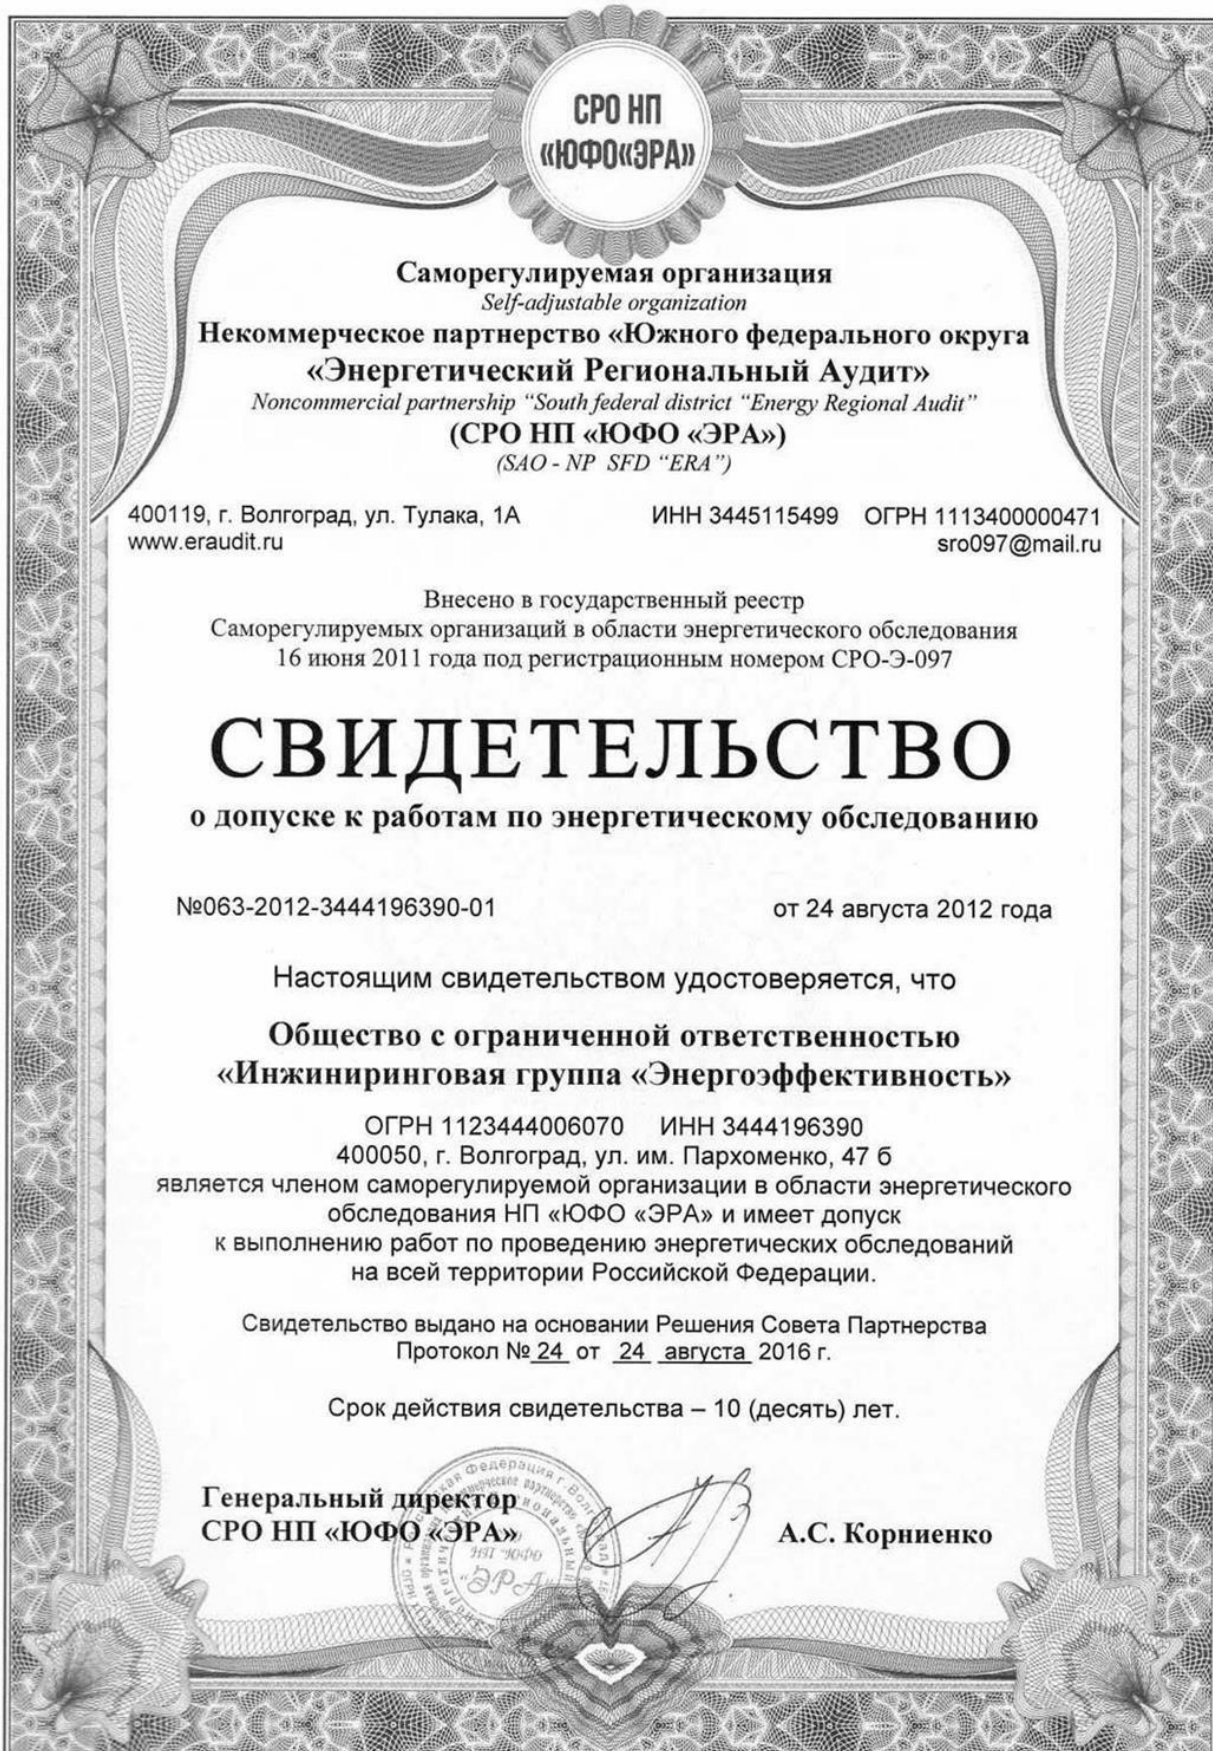 СРО НП
«ЮФО«ЭРА»
Саморегулируемая организация
Self-adjustable organization
Некоммерческое партнерство «Южного федерального округа
«Энергетический Региональный Аудит»
Noncommercial partnership “South federal district “Energy Regional Audit”
(СРО НП «ЮФО «ЭРА»)
(SAO - NP SFD “ERA”)
400119, г. Волгоград, ул. Тулака, 1А ИНН 3445115499 ОГРН 1113400000471
www.eraudit.ru sro097@mail.ru
Внесено в государственный реестр
Саморегулируемых организаций в области энергетического обследования
16 июня 2011 года под регистрационным номером СРО-Э-097
СВИДЕТЕЛЬСТВО
о допуске к работам по энергетическому обследованию
№063-2012-3444196390-01 от 24 августа 2012 года
Настоящим свидетельством удостоверяется, что
Общество с ограниченной ответственностью
«Инжиниринговая группа «Энергоэффективность»
ОГРН 1123444006070 ИНН 3444196390
400050, г. Волгоград, ул. им. Пархоменко, 47 б
является членом саморегулируемой организации в области энергетического
обследования НП «ЮФО «ЭРА» и имеет допуск
к выполнению работ по проведению энергетических обследований
на всей территории Российской Федерации.
Свидетельство выдано на основании Решения Совета Партнерства
Протокол № 24 от 24 августа 2016 г.
Срок действия свидетельства – 10 (десять) лет.
Генеральный директор
СРО НП «ЮФО «ЭРА» А.С. Корниенко
НП "ЮФО
"ЭРА"